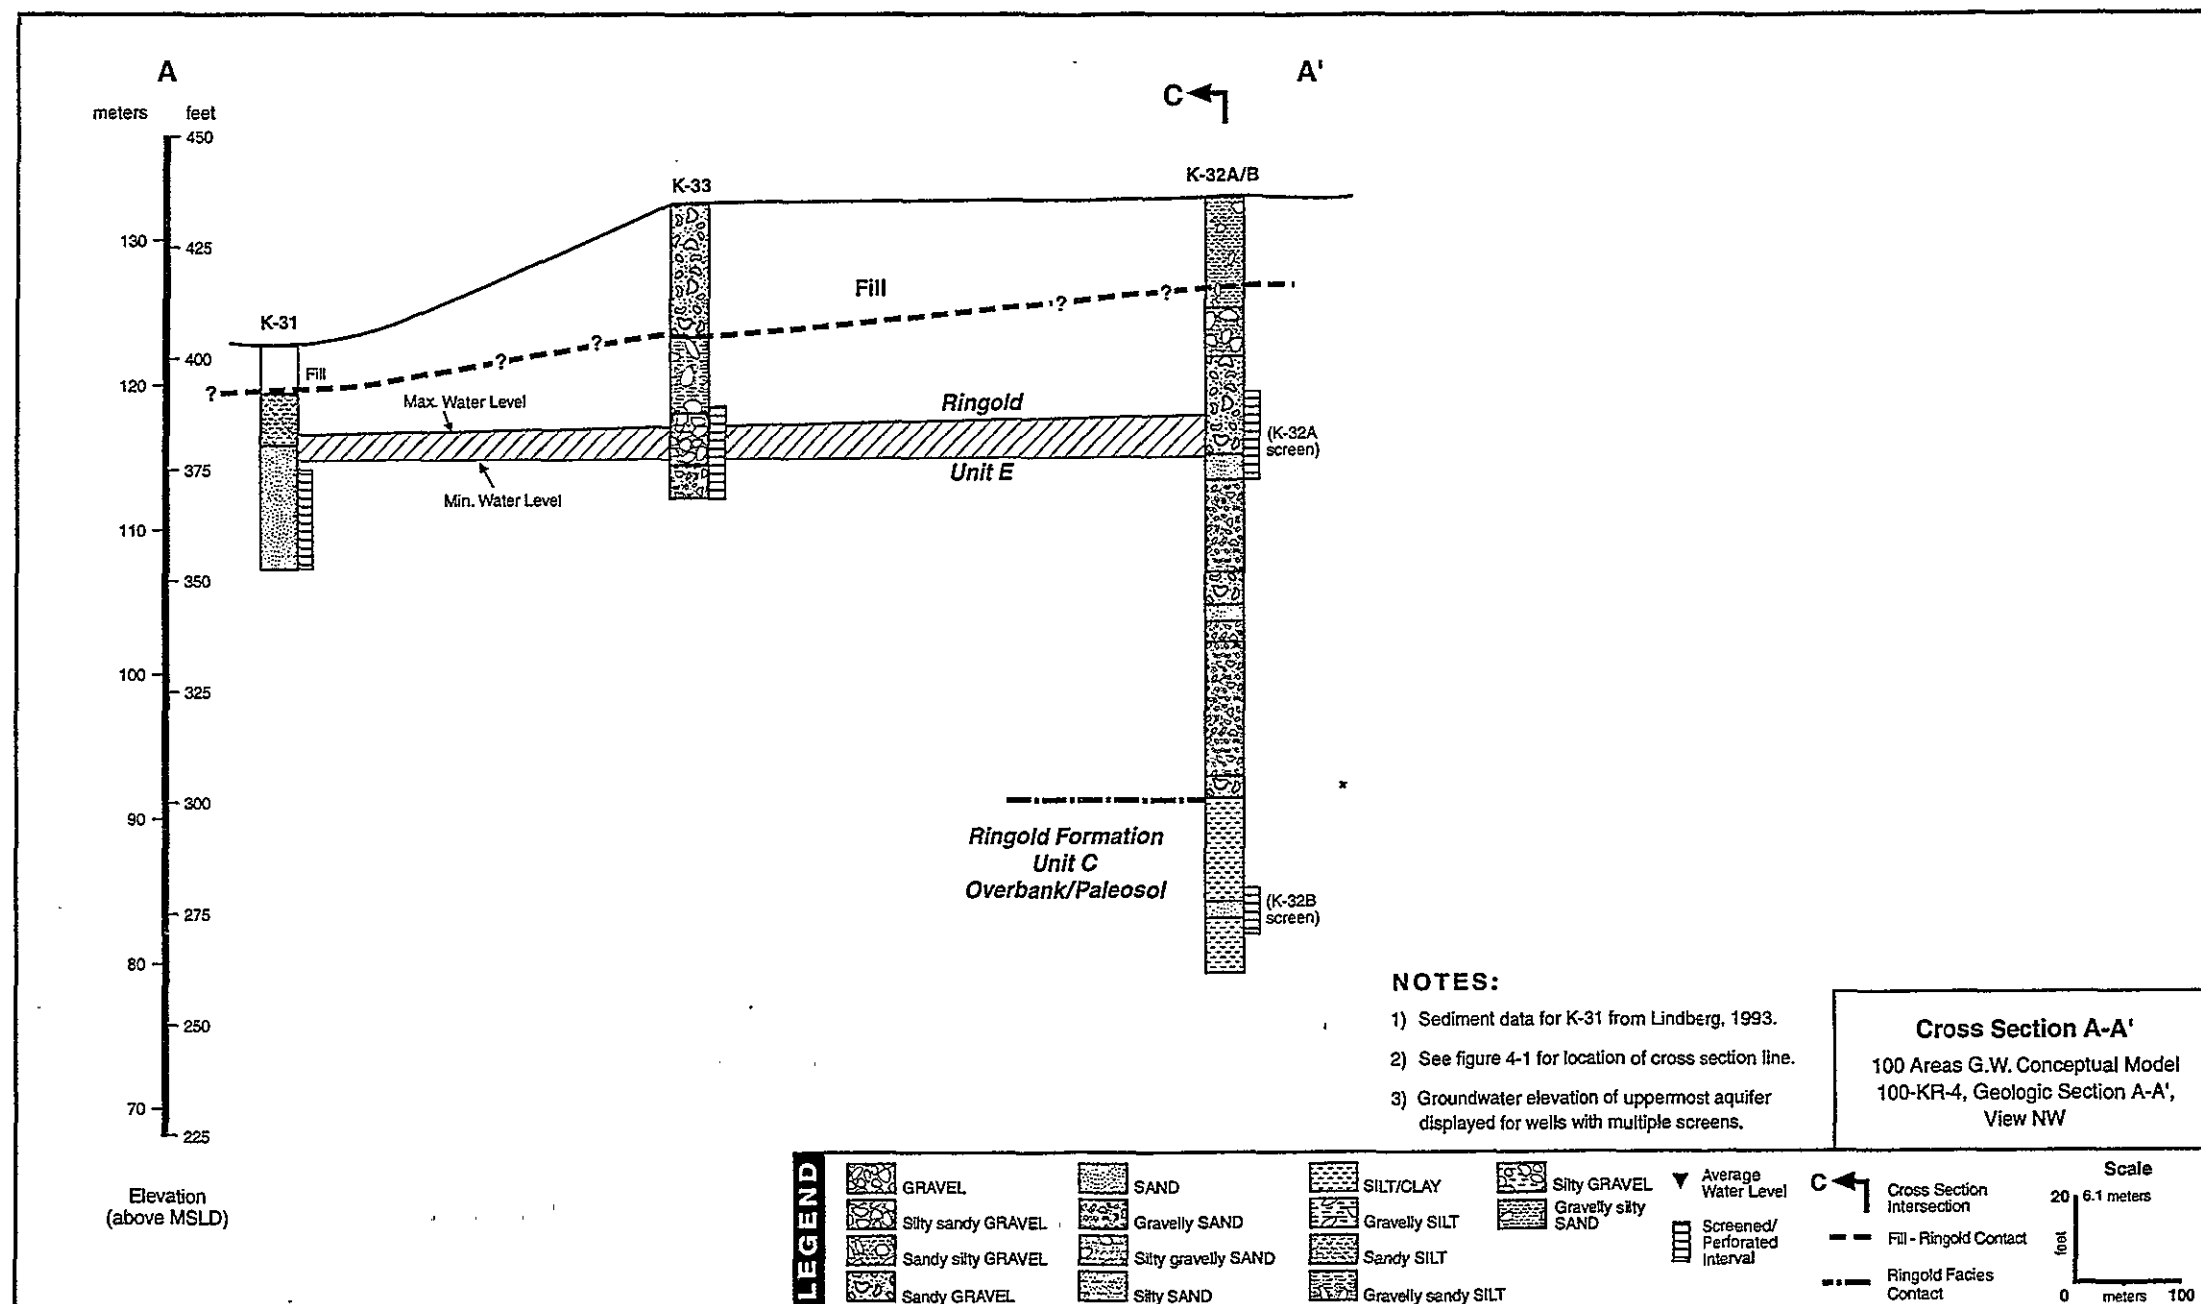 A
A'
C
meters
feet
450
K-33
K-32A/B
130
425
Fill
?
?
K-31
?
?
400
Fill
120
?
Max. Water Level
Ringold
(K-32A
screen)
375
Unit E
Min. Water Level
110
350
100
325
300
90
Ringold Formation
Unit C
Overbank/Paleosol
275
(K-32B
screen)
80
250
70
225
Elevation
(above MSLD)
NOTES:
1) Sediment data for K-31 from Lindberg, 1993.
2) See figure 4-1 for location of cross section line.
3) Groundwater elevation of uppermost aquifer
displayed for wells with multiple screens.
Cross Section A-A'
100 Areas G.W. Conceptual Model
100-KR-4, Geologic Section A-A',
View NW
LEGEND
GRAVEL
Silty sandy GRAVEL
Sandy silty GRAVEL
Sandy GRAVEL
SAND
Gravelly SAND
Silty gravelly SAND
Silty SAND
SILT/CLAY
Gravelly SILT
Sandy SILT
Gravelly sandy SILT
Silty GRAVEL
Gravelly silty
SAND
Average
Water Level
Screened/
Perforated
Interval
C
Cross Section
Intersection
Fill - Ringold Contact
Ringold Facies
Contact
Scale
20
6.1 meters
feet
0
meters
100